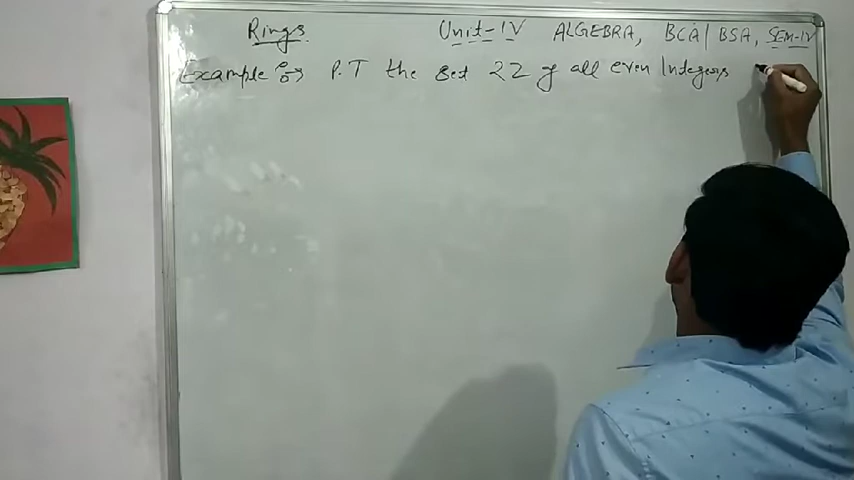 Rings. Unit-IV ALGEBRA, BCA/BSA, SEM-IV
Example :-> P.T the set 2Z of all even Integers